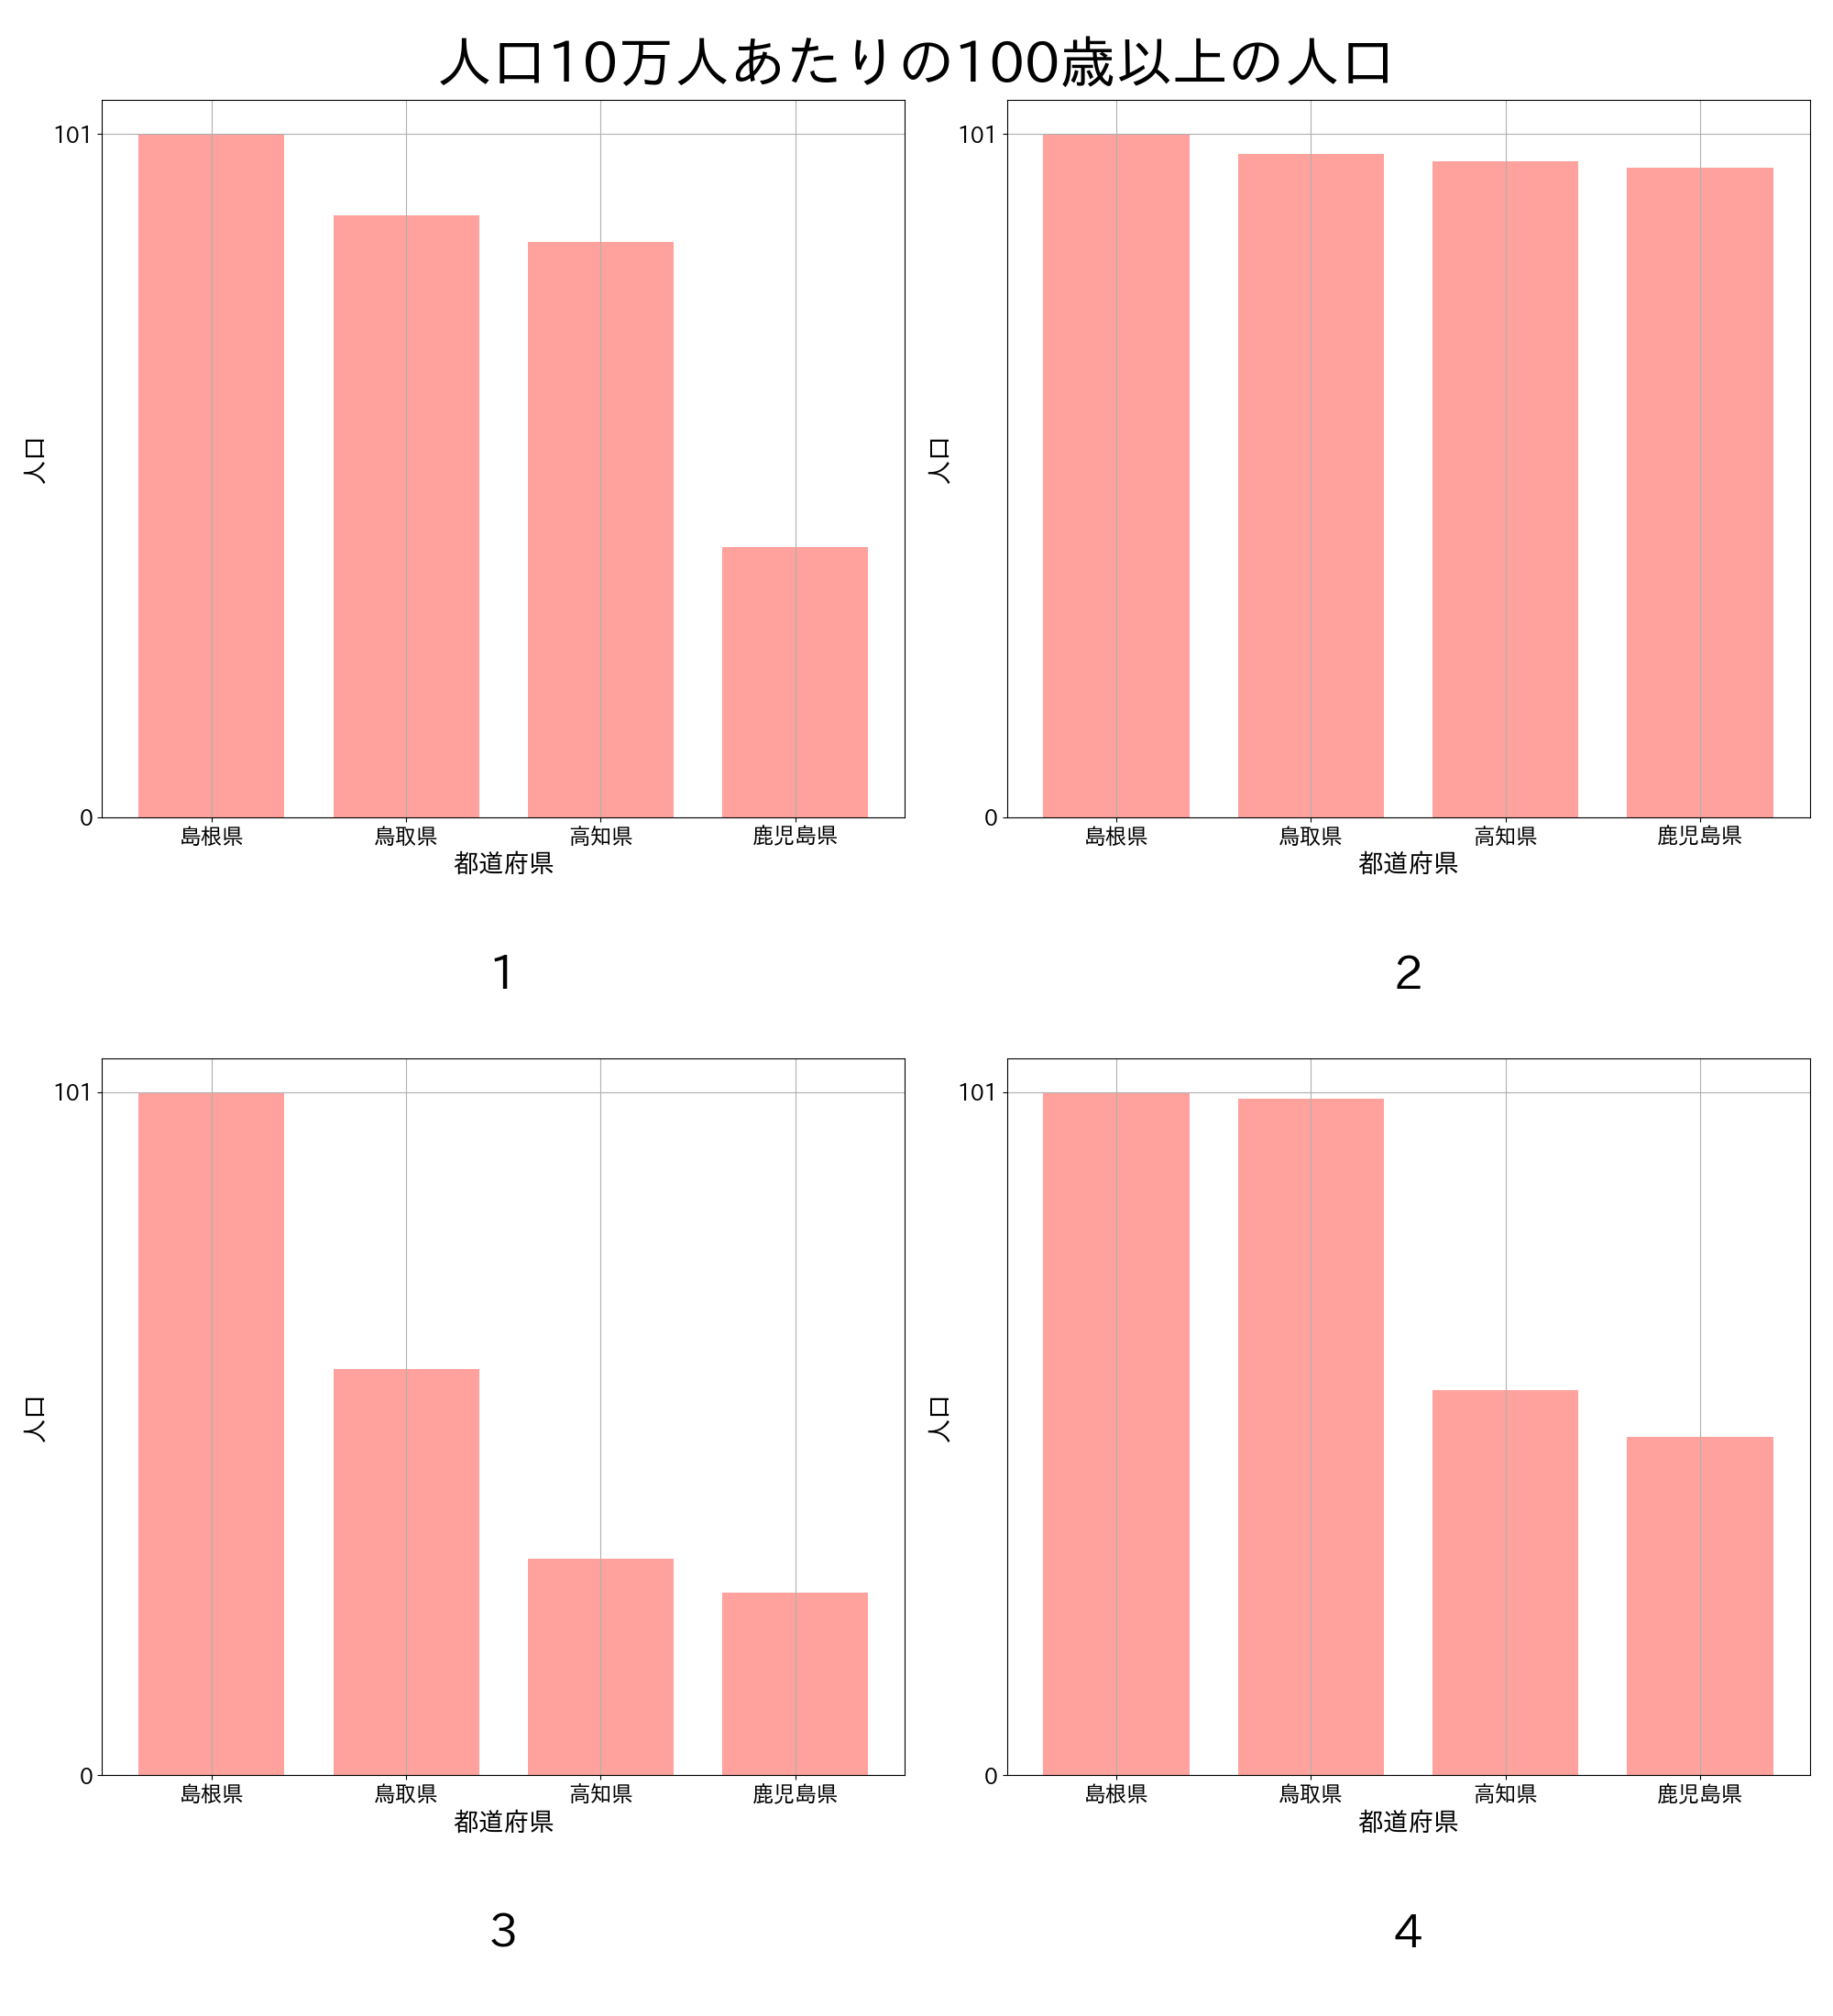 人口10万人あたりの100歳以上の人口
101
0
人口
島根県 鳥取県 高知県 鹿児島県
都道府県
1
101
0
人口
島根県 鳥取県 高知県 鹿児島県
都道府県
2
101
0
人口
島根県 鳥取県 高知県 鹿児島県
都道府県
3
101
0
人口
島根県 鳥取県 高知県 鹿児島県
都道府県
4